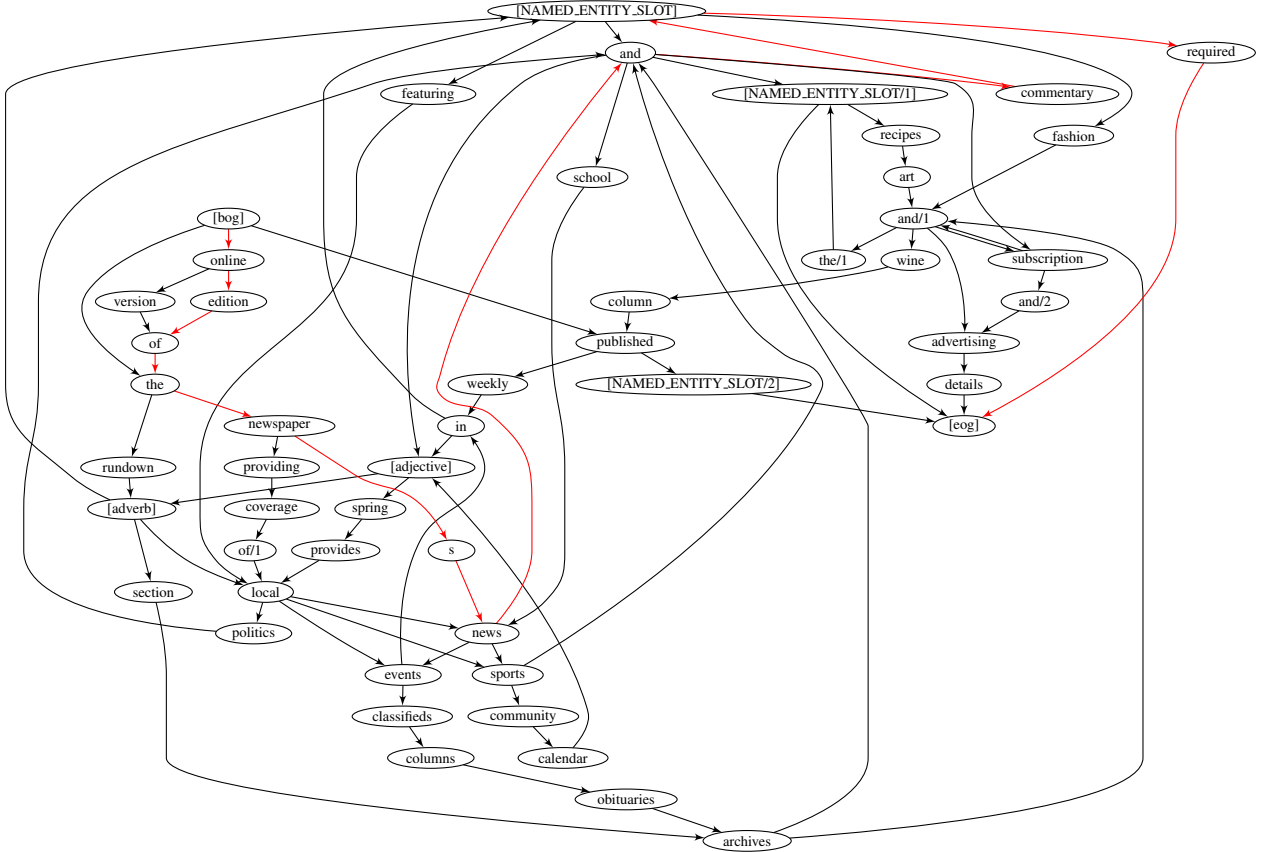 [NAMED_ENTITY_SLOT]
and
required
featuring
[NAMED_ENTITY_SLOT/1]
commentary
recipes
fashion
school
art
[bog]
and/1
online
the/1
wine
subscription
version
edition
column
and/2
of
published
advertising
the
weekly
[NAMED_ENTITY_SLOT/2]
details
newspaper
in
[eog]
rundown
providing
[adjective]
[adverb]
coverage
spring
of/1
provides
s
section
local
politics
news
events
sports
classifieds
community
columns
calendar
obituaries
archives